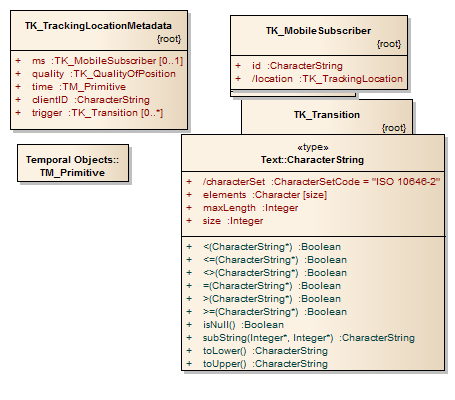 TK_TrackingLocationMetadata
{root}
+ ms :TK_MobileSubscriber [0..1]
+ quality :TK_QualityOfPosition
+ time :TM_Primitive
+ clientID :CharacterString
+ trigger :TK_Transition [0..*]
TK_MobileSubscriber
{root}
+ id :CharacterString
+ /location :TK_TrackingLocation
TK_Transition
{root}
Temporal Objects::
TM_Primitive
«type»
Text::CharacterString
+ /characterSet :CharacterSetCode = "ISO 10646-2"
+ elements :Character [size]
+ maxLength :Integer
+ size :Integer
+ <(CharacterString*) :Boolean
+ <=(CharacterString*) :Boolean
+ <>(CharacterString*) :Boolean
+ =(CharacterString*) :Boolean
+ >(CharacterString*) :Boolean
+ >=(CharacterString*) :Boolean
+ isNull() :Boolean
+ subString(Integer*, Integer*) :CharacterString
+ toLower() :CharacterString
+ toUpper() :CharacterString